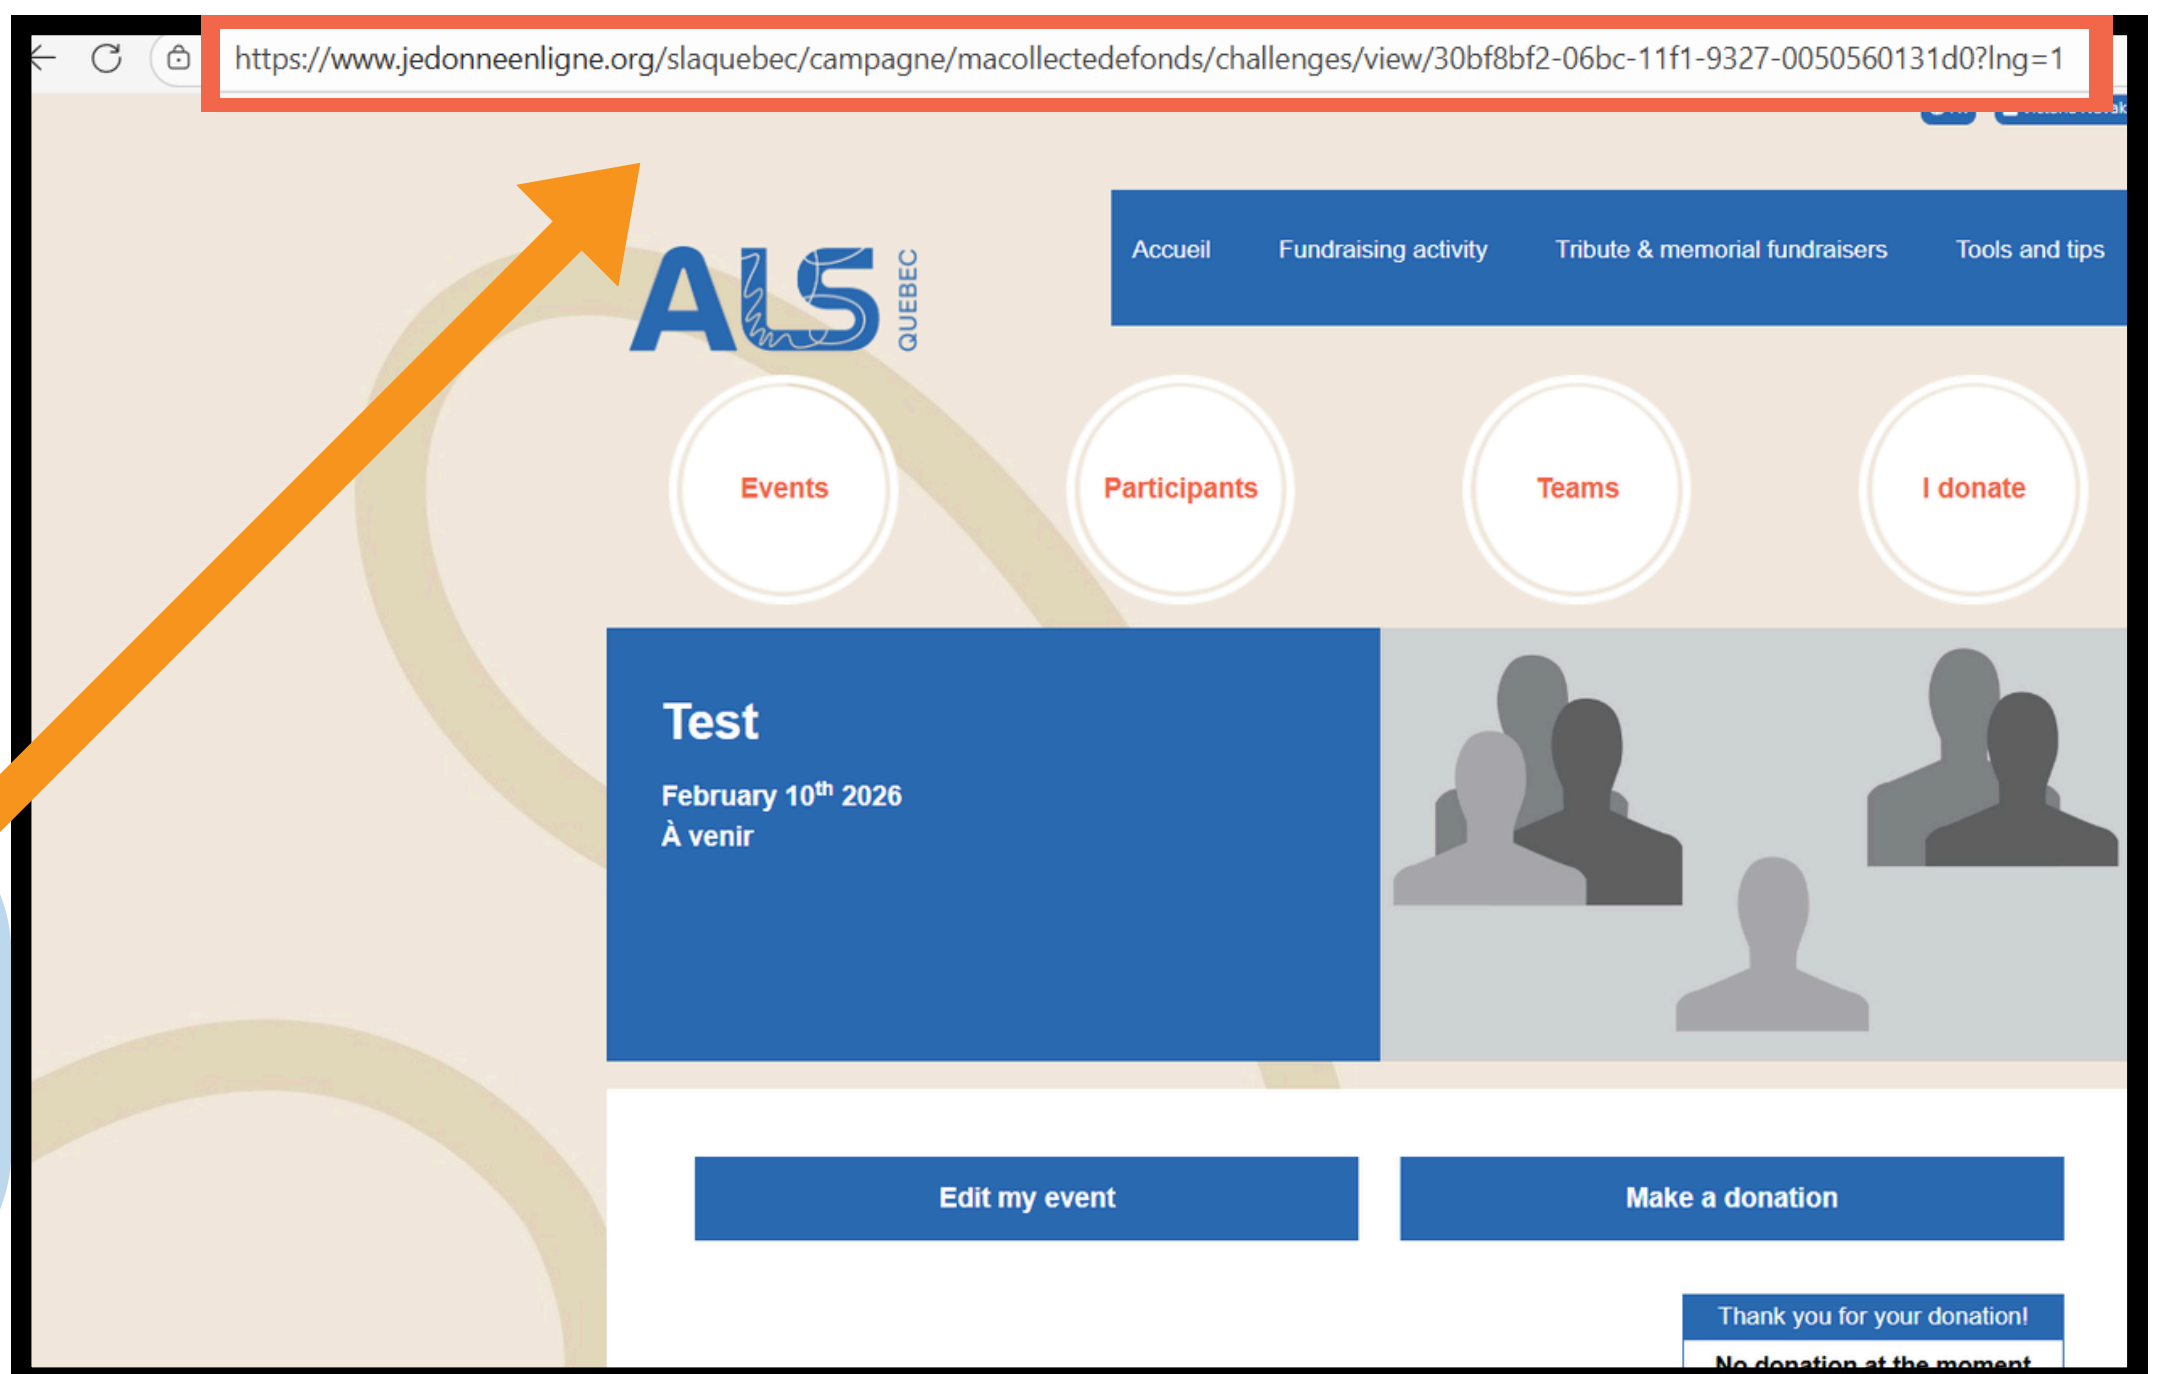 https://www.jedonneenligne.org/slaquebec/campagne/macollectedefonds/challenges/view/30bf8bf2-06bc-11f1-9327-0050560131d0?lng=1
ALS QUEBEC
Accueil Fundraising activity Tribute & memorial fundraisers Tools and tips
Events Participants Teams I donate
Test
February 10th 2026
À venir
Edit my event Make a donation
Thank you for your donation!
No donation at the moment